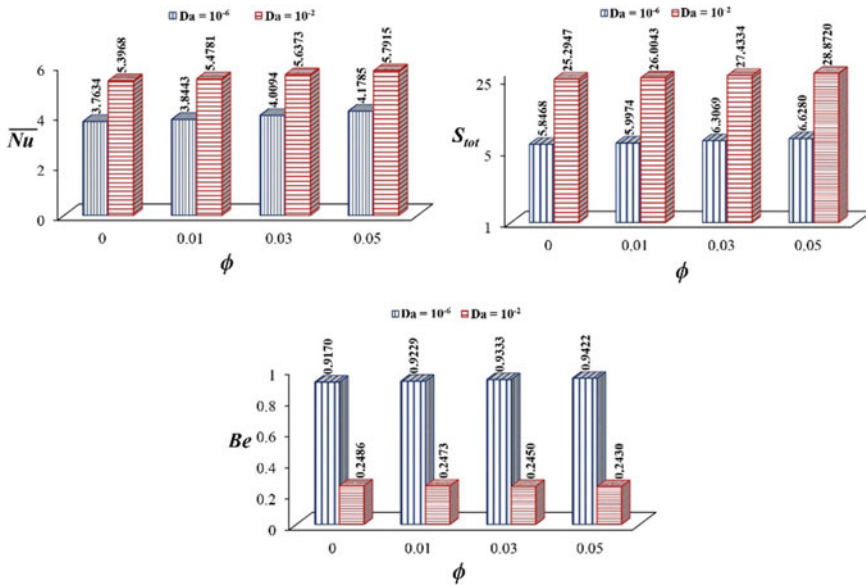 Da = 10⁻⁶ Da = 10⁻²
3.7634 5.3968 3.8443 5.4781 4.0094 5.6373 4.1785 5.7915
6
4
2
0
Nu
0 0.01 0.03 0.05
ϕ
Da = 10⁻⁶ Da = 10⁻²
5.8468 25.2947 5.9974 26.0043 6.3069 27.4334 6.6280 28.8720
25
5
1
S_tot
0 0.01 0.03 0,05
ϕ
Da = 10⁻⁶ Da = 10⁻²
0.9170 0.2486 0.9229 0.2473 0.9333 0.2450 0.9422 0.2430
1
0.8
0.6
0.4
0.2
0
Be
0 0.01 0.03 0.05
ϕ